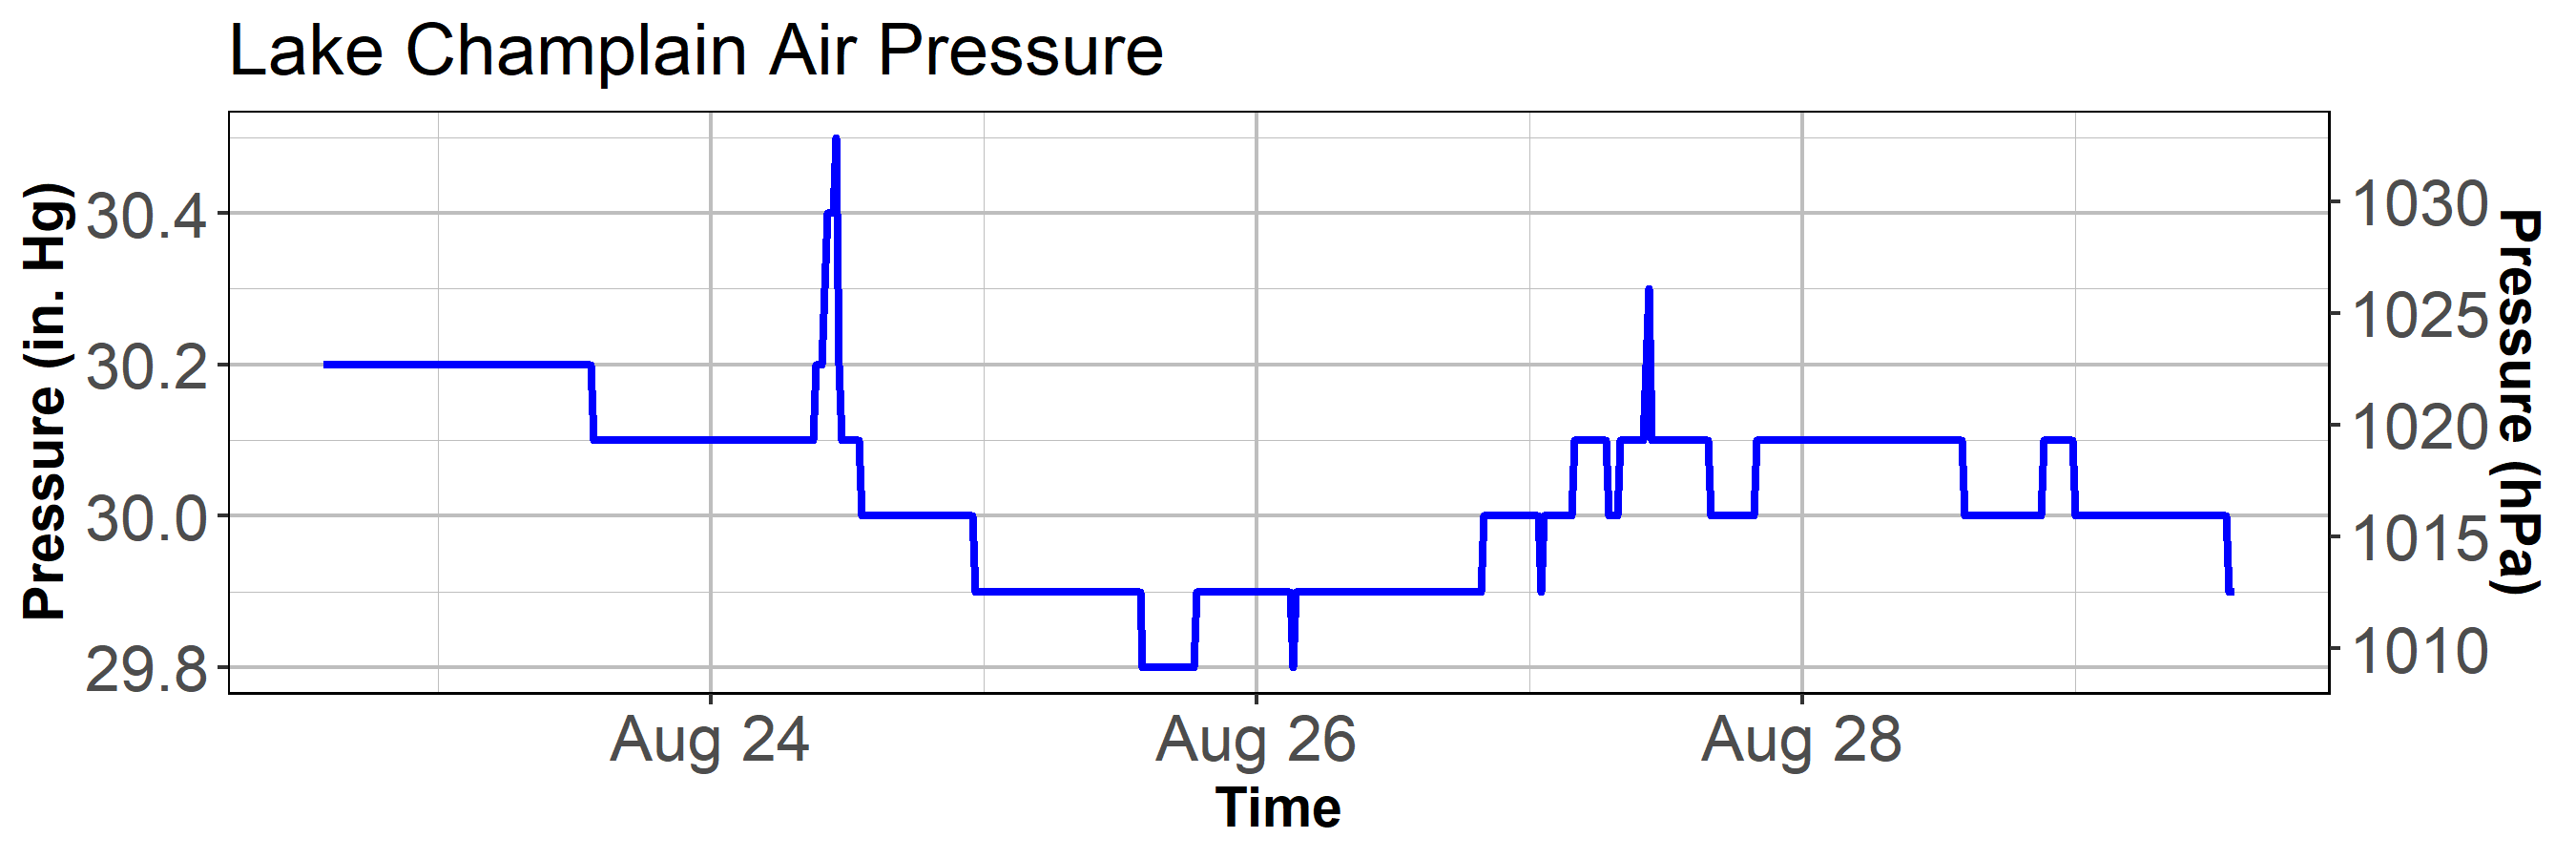 Lake Champlain Air Pressure
Pressure (in. Hg)
30.4
30.2
30.0
29.8
1030
1025
1020
1015
1010
Pressure (hPa)
Aug 24
Aug 26
Aug 28
Time